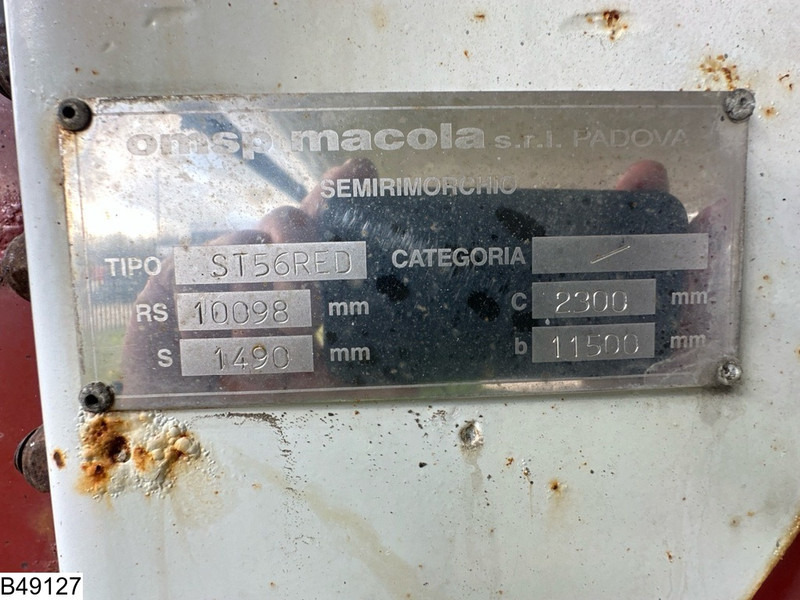 omsp macola s.r.l. PADOVA
SEMIRIMORCHIO
TIPO ST56RED CATEGORIA /
RS 10098 mm C 2300 mm
S 1490 mm b 11500 mm
B49127